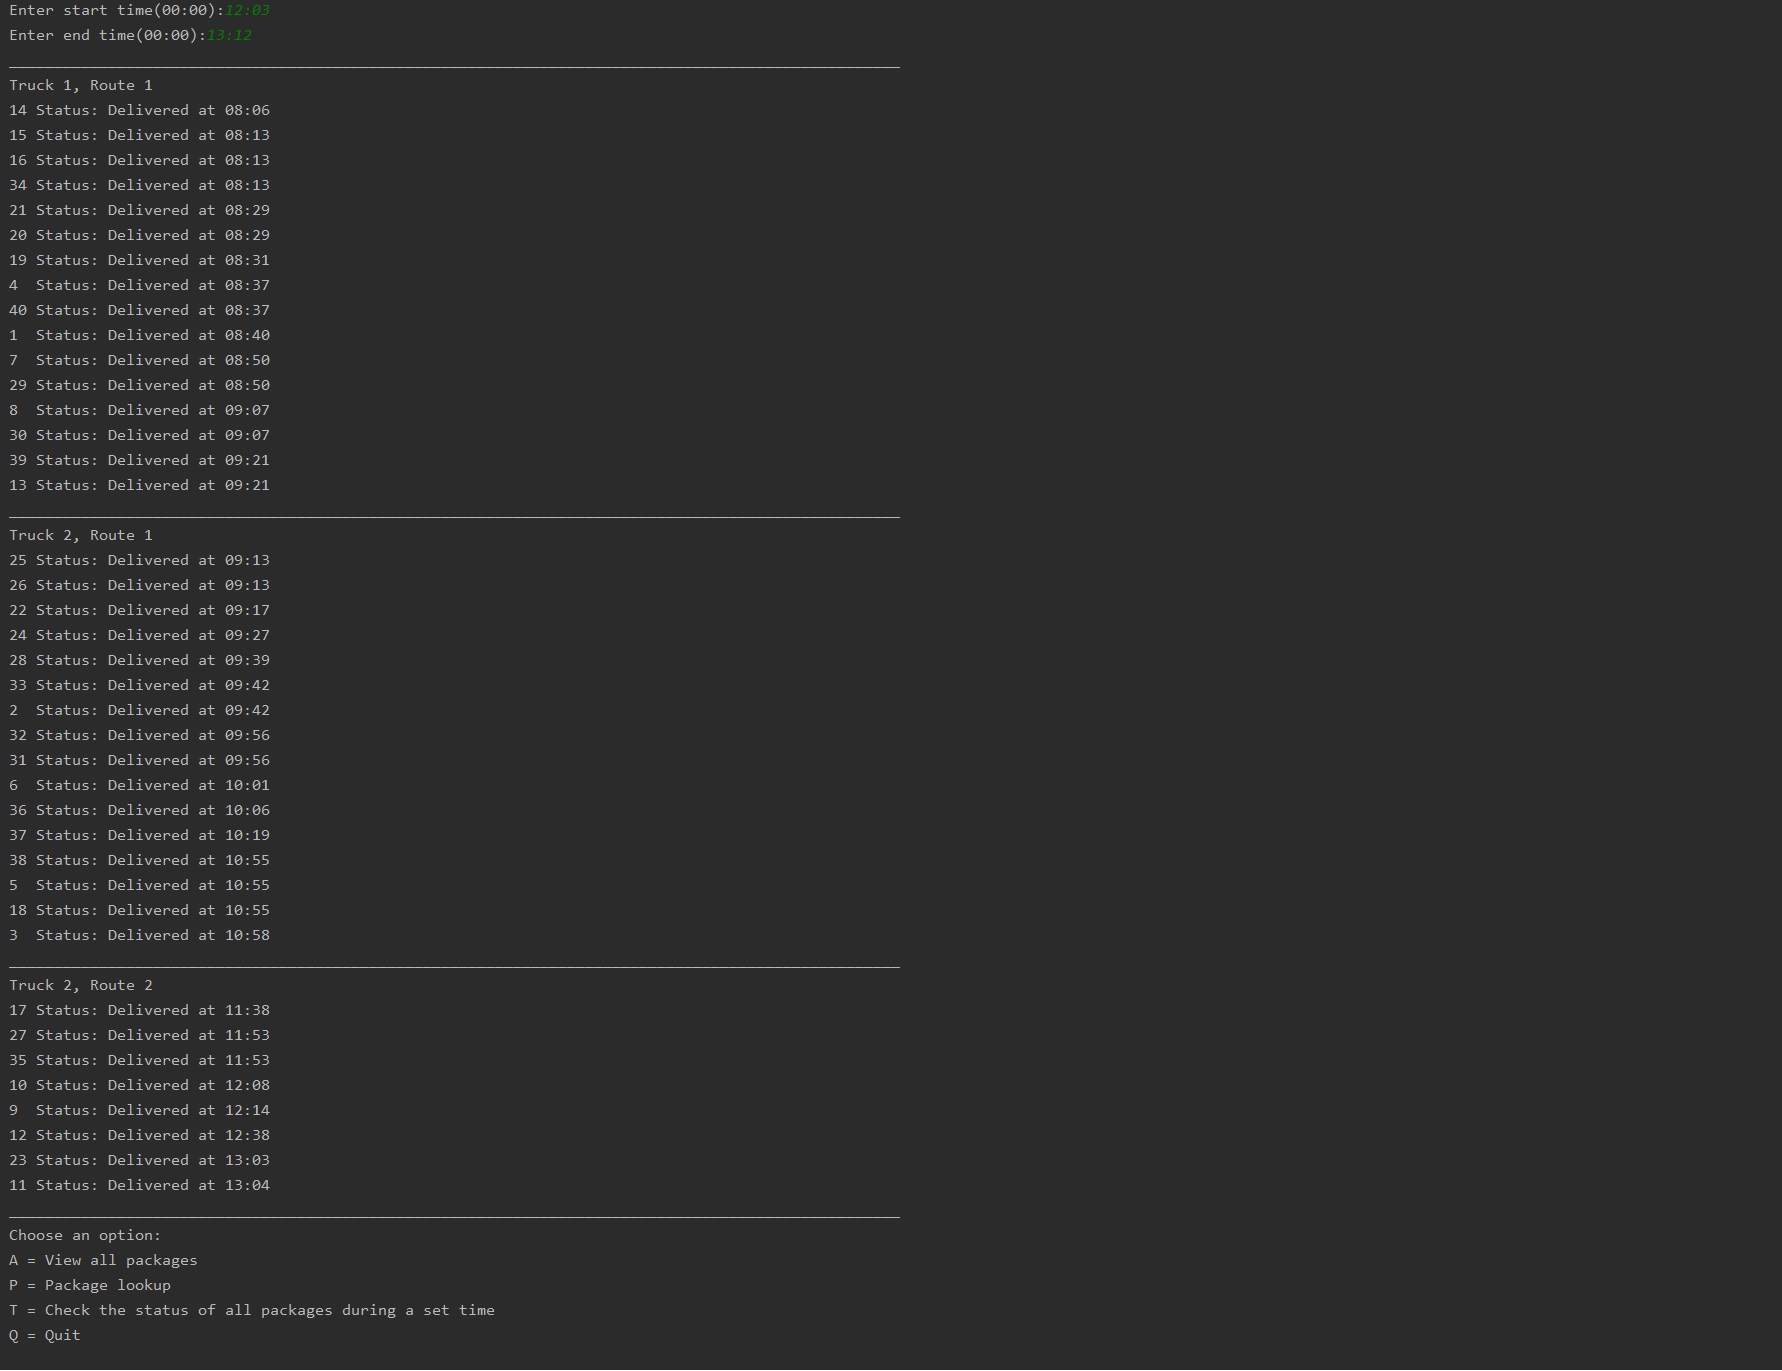 Enter start time(00:00):12:03
Enter end time(00:00):13:12
___________________________________________________________________________________________________
Truck 1, Route 1
14 Status: Delivered at 08:06
15 Status: Delivered at 08:13
16 Status: Delivered at 08:13
34 Status: Delivered at 08:13
21 Status: Delivered at 08:29
20 Status: Delivered at 08:29
19 Status: Delivered at 08:31
4  Status: Delivered at 08:37
40 Status: Delivered at 08:37
1  Status: Delivered at 08:40
7  Status: Delivered at 08:50
29 Status: Delivered at 08:50
8  Status: Delivered at 09:07
30 Status: Delivered at 09:07
39 Status: Delivered at 09:21
13 Status: Delivered at 09:21
___________________________________________________________________________________________________
Truck 2, Route 1
25 Status: Delivered at 09:13
26 Status: Delivered at 09:13
22 Status: Delivered at 09:17
24 Status: Delivered at 09:27
28 Status: Delivered at 09:39
33 Status: Delivered at 09:42
2  Status: Delivered at 09:42
32 Status: Delivered at 09:56
31 Status: Delivered at 09:56
6  Status: Delivered at 10:01
36 Status: Delivered at 10:06
37 Status: Delivered at 10:19
38 Status: Delivered at 10:55
5  Status: Delivered at 10:55
18 Status: Delivered at 10:55
3  Status: Delivered at 10:58
___________________________________________________________________________________________________
Truck 2, Route 2
17 Status: Delivered at 11:38
27 Status: Delivered at 11:53
35 Status: Delivered at 11:53
10 Status: Delivered at 12:08
9  Status: Delivered at 12:14
12 Status: Delivered at 12:38
23 Status: Delivered at 13:03
11 Status: Delivered at 13:04
___________________________________________________________________________________________________
Choose an option:
A = View all packages
P = Package lookup
T = Check the status of all packages during a set time
Q = Quit